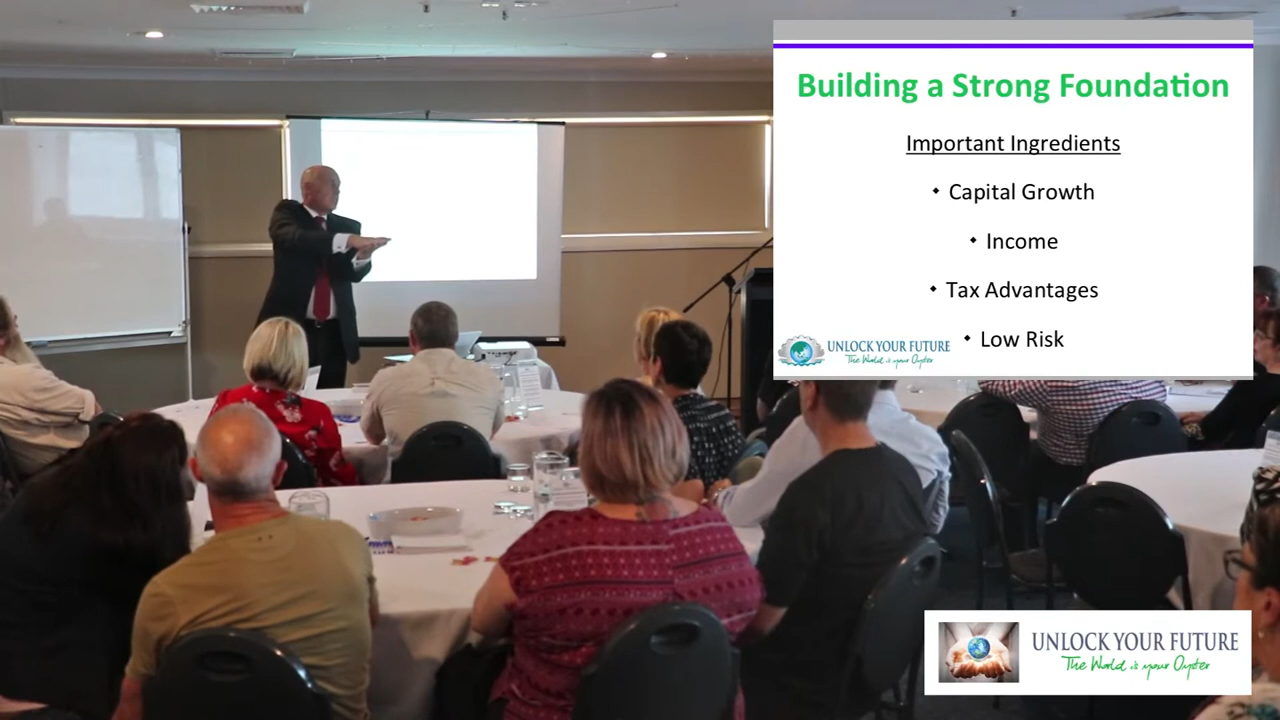 Building a Strong Foundation
Important Ingredients
• Capital Growth
• Income
• Tax Advantages
• Low Risk
UNLOCK YOUR FUTURE
The World is your Oyster
UNLOCK YOUR FUTURE
The World is your Oyster